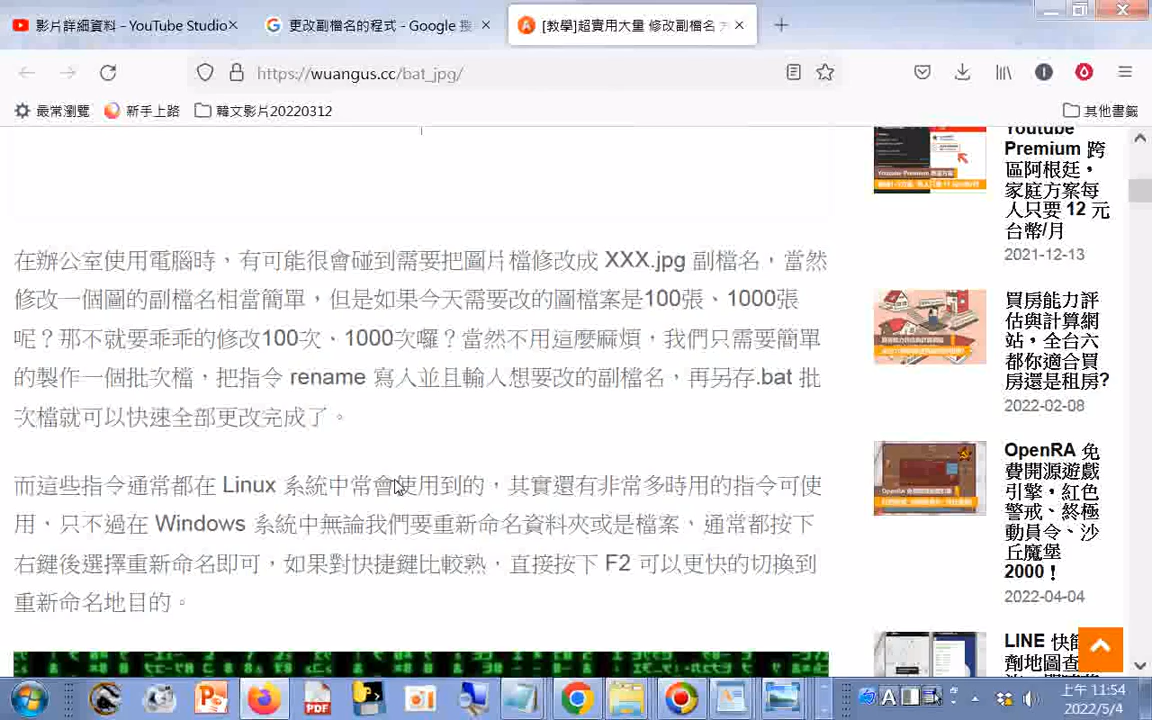 影片詳細資料 - YouTube Studio
更改副檔名的程式 - Google 搜
[教學]超實用大量 修改副檔名
https://wuangus.cc/bat_jpg/
最常瀏覽
新手上路
韓文影片20220312
其他書籤
在辦公室使用電腦時，有可能很會碰到需要把圖片檔修改成 XXX.jpg 副檔名，當然
修改一個圖的副檔名相當簡單，但是如果今天需要改的圖檔案是100張、1000張
呢？那不就要乖乖的修改100次、1000次囉？當然不用這麼麻煩，我們只需要簡單
的製作一個批次檔，把指令 rename 寫入並且輸入想要改的副檔名，再另存.bat 批
次檔就可以快速全部更改完成了。
而這些指令通常都在 Linux 系統中常會使用到的，其實還有非常多時用的指令可使
用，只不過在 Windows 系統中無論我們要重新命名資料夾或是檔案，通常都按下
右鍵後選擇重新命名即可，如果對快捷鍵比較熟，直接按下 F2 可以更快的切換到
重新命名地目的。
Youtube
Premium 跨
區阿根廷，
家庭方案每
人只要 12 元
台幣/月
2021-12-13
買房能力評
估與計算網
站，全台六
都你適合買
房還是租房?
2022-02-08
OpenRA 免
費開源遊戲
引擎，紅色
警戒、終極
動員令、沙
丘魔堡
2000！
2022-04-04
LINE 快篩
劑地圖查
PDF
A
上午 11:54
2022/5/4